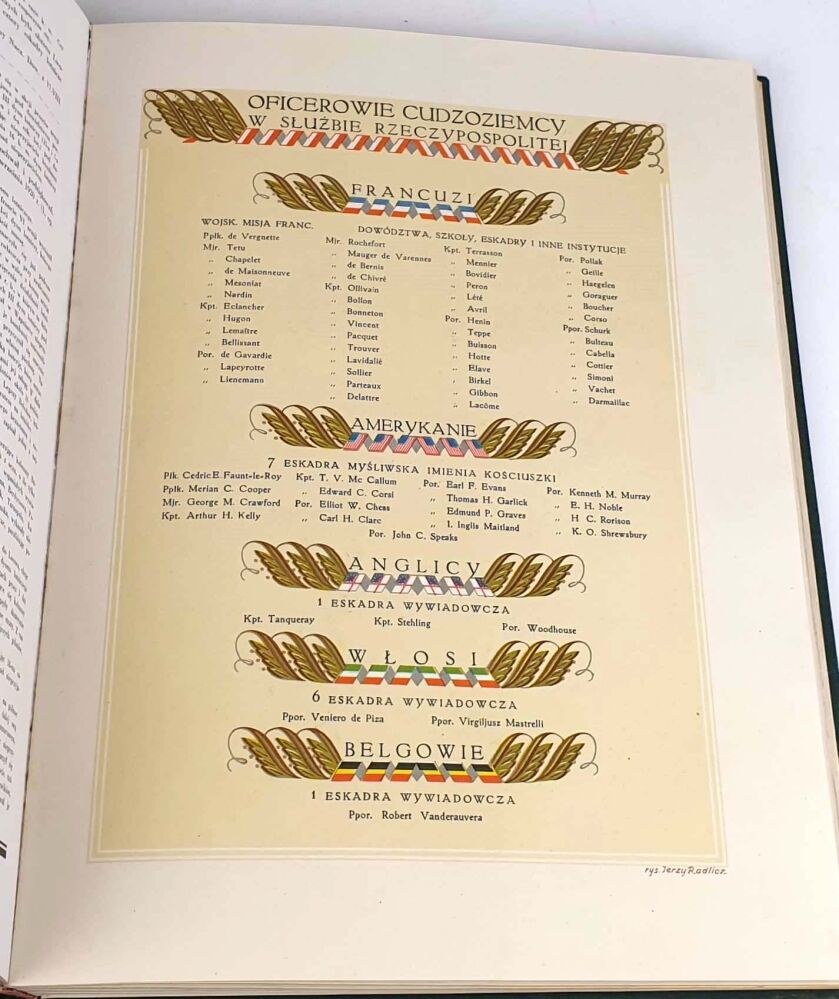 OFICEROWIE CUDZOZIEMCY
W SŁUŻBIE RZECZYPOSPOLITEJ
FRANCUZI
WOJSK. MISJA FRANC.
Pplk. de Vergnette
Mjr. Tetu
„ Chapelet
„ de Maisonneuve
„ Mesoniat
„ Nardin
Kpt. Eclancher
„ Hugon
„ Lemaître
„ Bellissant
Por. de Gavardie
„ Lapeyrotte
„ Lienemann
DOWÓDZTWA, SZKOŁY, ESKADRY I INNE INSTYTUCJE
Mjr. Rochefort
„ Mauger de Varennes
„ de Bernis
„ de Chivré
Kpt. Ollivain
„ Bollon
„ Bonneton
„ Vincent
„ Pacquet
„ Trouver
„ Lavidalié
„ Sollier
„ Parteaux
„ Delattre
Kpt. Terrasson
„ Mennier
„ Bovidier
„ Peron
„ Lété
„ Avril
Por. Henin
„ Teppe
„ Buisson
„ Hotte
„ Elave
„ Birkel
„ Gibbon
„ Lacôme
Por. Pollak
„ Geille
„ Haegelen
„ Goraguer
„ Boucher
„ Corso
Ppor. Schurk
„ Bulteau
„ Cabella
„ Cottier
„ Simoni
„ Vachet
„ Darmaillac
AMERYKANIE
7 ESKADRA MYŚLIWSKA IMIENIA KOŚCIUSZKI
Płk. Cedric E. Faunt-le-Roy
Pplk. Merian C. Cooper
Mjr. George M. Crawford
Kpt. Arthur H. Kelly
Kpt. T. V. Mc Callum
„ Edward C. Corsi
Por. Elliot W. Chess
„ Carl H. Clarc
Por. Earl F. Evans
„ Thomas H. Garlick
„ Edmund P. Graves
„ I. Inglis Maitland
Por. Kenneth M. Murray
„ E. H. Noble
„ H C. Rorison
„ K. O. Shrewsbury
Por. John C. Speaks
ANGLICY
1 ESKADRA WYWIADOWCZA
Kpt. Tanqueray Kpt. Stehling Por. Woodhouse
WŁOSI
6 ESKADRA WYWIADOWCZA
Ppor. Veniero de Piza Ppor. Virgiljusz Mastrelli
BELGOWIE
1 ESKADRA WYWIADOWCZA
Ppor. Robert Vanderauvera
rys. Jerzy Radlicz.